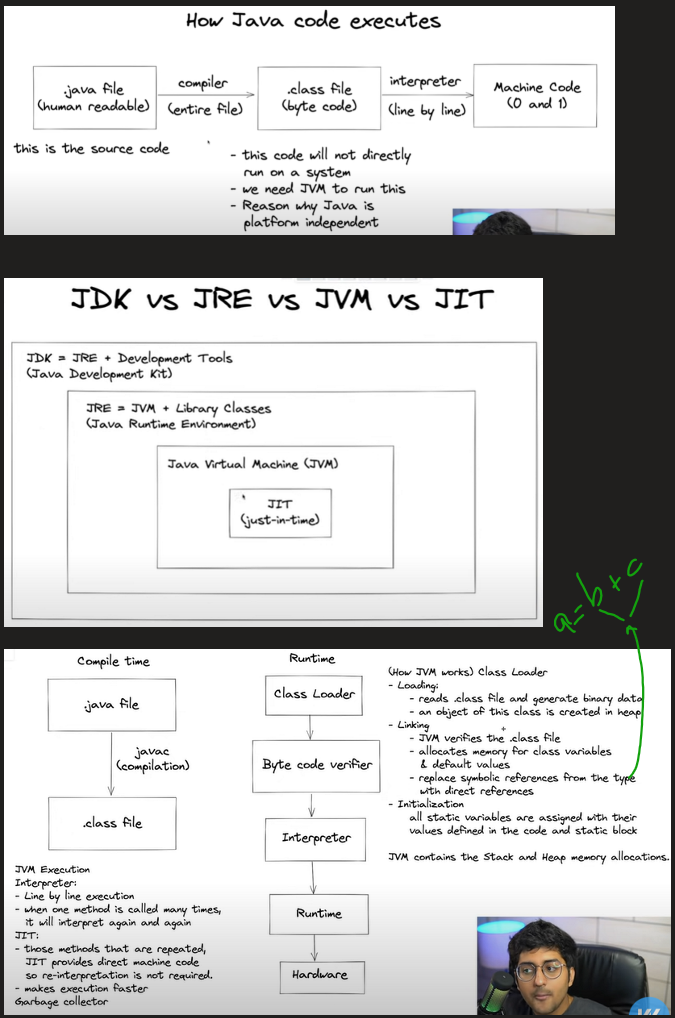 How Java code executes
.java file
(human readable)
compiler
(entire file)
.class file
(byte code)
interpreter
(line by line)
Machine Code
(0 and 1)
this is the source code
- this code will not directly
run on a system
- we need JVM to run this
- Reason why Java is
platform independent
JDK vs JRE vs JVM vs JIT
JDK = JRE + Development Tools
(Java Development Kit)
JRE = JVM + Library Classes
(Java Runtime Environment)
Java Virtual Machine (JVM)
JIT
(just-in-time)
a = b + c
Compile time
.java file
javac
(compilation)
.class file
JVM Execution
Interpreter:
- Line by line execution
- when one method is called many times,
it will interpret again and again
JIT:
- those methods that are repeated,
JIT provides direct machine code
so re-interpretation is not required.
- makes execution faster
Garbage collector
Runtime
Class Loader
Byte code verifier
Interpreter
Runtime
Hardware
(How JVM works) Class Loader
- Loading:
- reads .class file and generate binary data
- an object of this class is created in heap
- Linking
- JVM verifies the .class file
- allocates memory for class variables
& default values
- replace symbolic references from the type
with direct references
- Initialization
all static variables are assigned with their
values defined in the code and static block
JVM contains the Stack and Heap memory allocations.